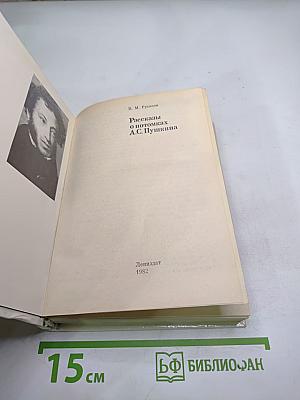 В. М. Русаков
Рассказы
о потомках
А.С. Пушкина
Лениздат
1982
15 см
БФ БИБЛИОФАН